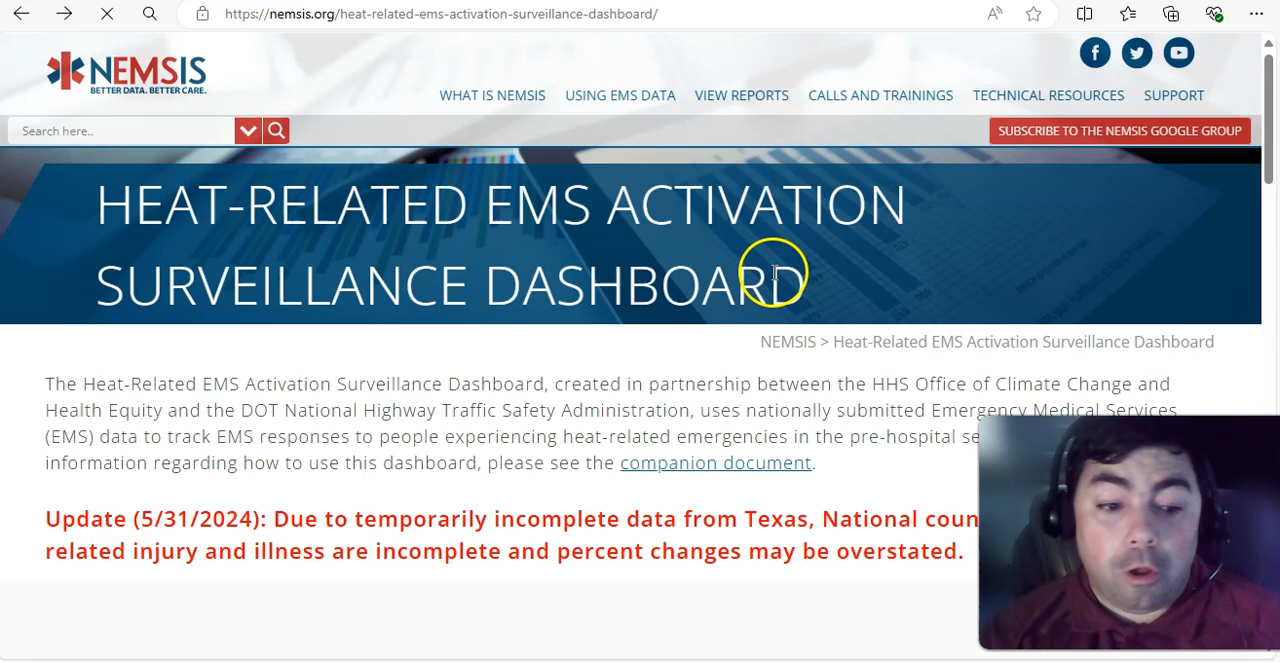 https://nemsis.org/heat-related-ems-activation-surveillance-dashboard/
NEMSIS
BETTER DATA. BETTER CARE.
WHAT IS NEMSIS USING EMS DATA VIEW REPORTS CALLS AND TRAININGS TECHNICAL RESOURCES SUPPORT
Search here..
SUBSCRIBE TO THE NEMSIS GOOGLE GROUP
HEAT-RELATED EMS ACTIVATION
SURVEILLANCE DASHBOARD
NEMSIS > Heat-Related EMS Activation Surveillance Dashboard
The Heat-Related EMS Activation Surveillance Dashboard, created in partnership between the HHS Office of Climate Change and
Health Equity and the DOT National Highway Traffic Safety Administration, uses nationally submitted Emergency Medical Services
(EMS) data to track EMS responses to people experiencing heat-related emergencies in the pre-hospital
information regarding how to use this dashboard, please see the companion document.
Update (5/31/2024): Due to temporarily incomplete data from Texas, National
related injury and illness are incomplete and percent changes may be overstated.